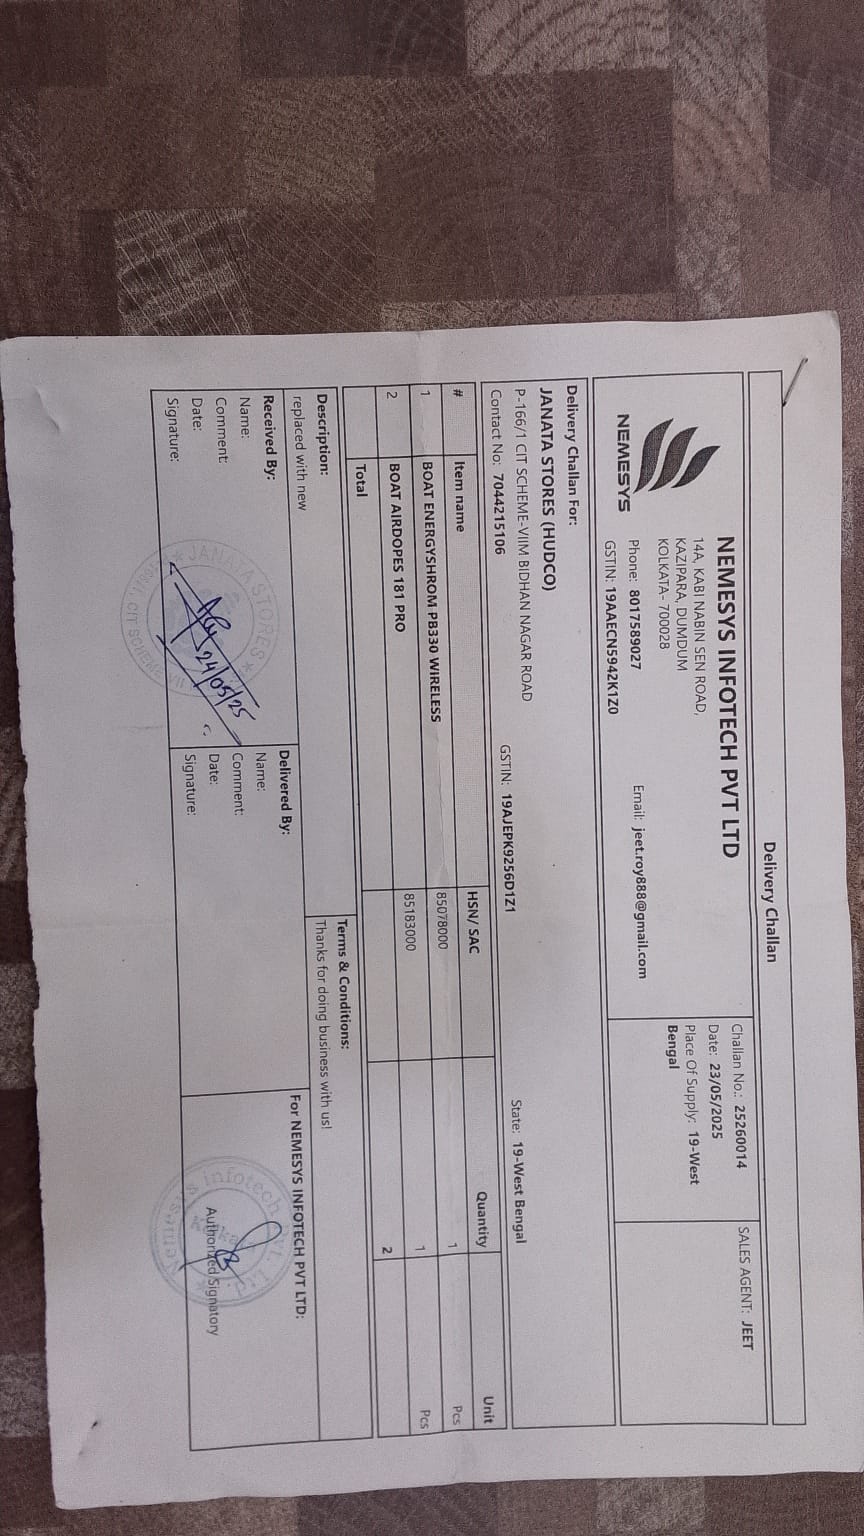 Delivery Challan
NEMESYS
NEMESYS INFOTECH PVT LTD
14A, KABI NABIN SEN ROAD,
KAZIPARA, DUMDUM
KOLKATA- 700028
Phone: 8017589027 Email: jeet.roy888@gmail.com
GSTIN: 19AAECN5942K1Z0
Challan No.: 25260014
Date: 23/05/2025
Place Of Supply: 19-West
Bengal
SALES AGENT: JEET
Delivery Challan For:
JANATA STORES (HUDCO)
P-166/1 CIT SCHEME-VIIM BIDHAN NAGAR ROAD
Contact No: 7044215106 GSTIN: 19AJEPK9256D1Z1 State: 19-West Bengal
# Item name HSN/ SAC Quantity Unit
1 BOAT ENERGYSHROM PB330 WIRELESS 85078000 1 Pcs
2 BOAT AIRDOPES 181 PRO 85183000 1 Pcs
Total 2
Description:
replaced with new
Terms & Conditions:
Thanks for doing business with us!
Received By:
Name:
Comment:
Date:
Signature:
JANATA STORES
CIT SCHEME
24/05/25
Delivered By:
Name:
Comment:
Date:
Signature:
For NEMESYS INFOTECH PVT LTD:
Nemesys infotech Pvt. Ltd.
Authorized Signatory